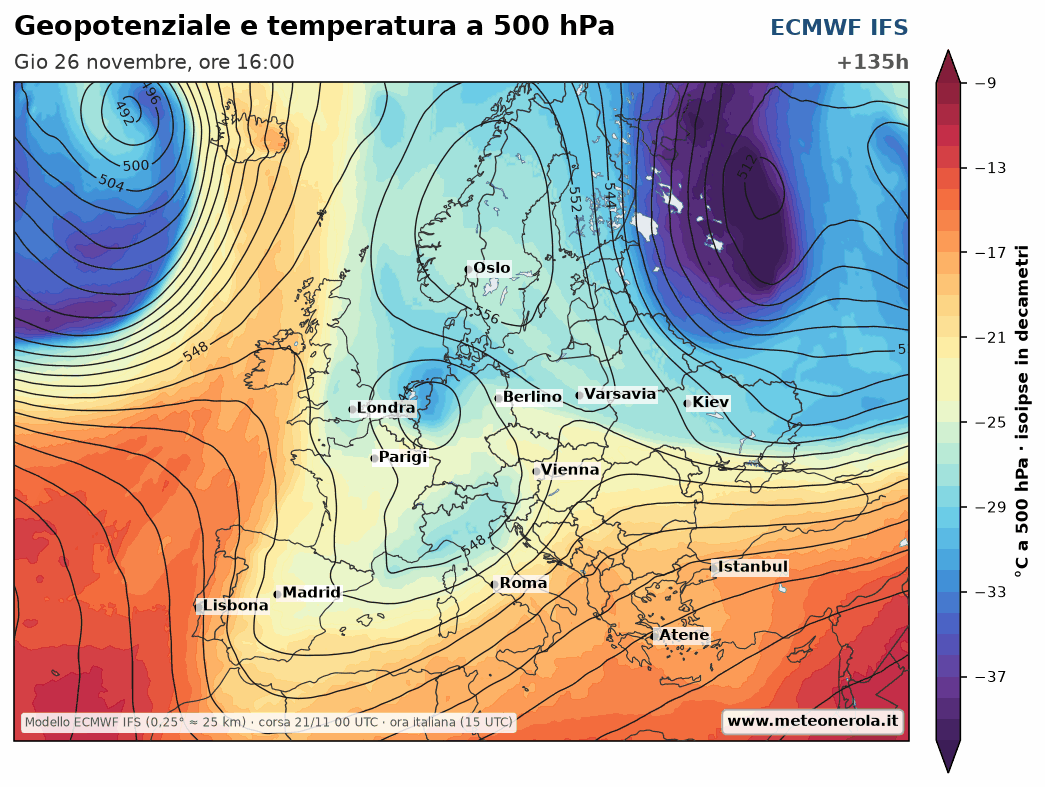 Geopotenziale e temperatura a 500 hPa
ECMWF IFS
Gio 26 novembre, ore 16:00
+135h
496
492
500
504
512
552
544
556
548
5
548
Oslo
Londra
Berlino
Varsavia
Kiev
Parigi
Vienna
Madrid
Lisbona
Roma
Istanbul
Atene
−9
−13
−17
−21
−25
−29
−33
−37
°C a 500 hPa · isoipse in decametri
Modello ECMWF IFS (0,25° ≈ 25 km) · corsa 21/11 00 UTC · ora italiana (15 UTC)
www.meteonerola.it